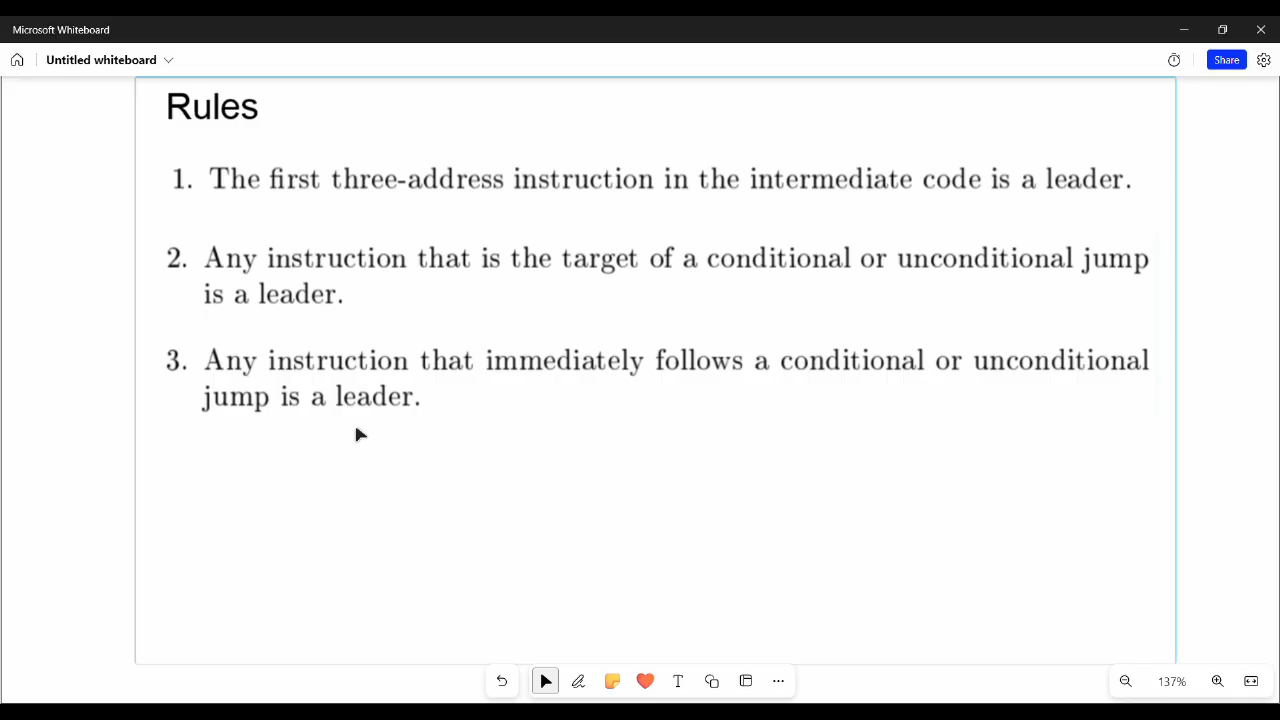 Microsoft Whiteboard
Untitled whiteboard
Share
Rules
1. The first three-address instruction in the intermediate code is a leader.
2. Any instruction that is the target of a conditional or unconditional jump
is a leader.
3. Any instruction that immediately follows a conditional or unconditional
jump is a leader.
T
137%